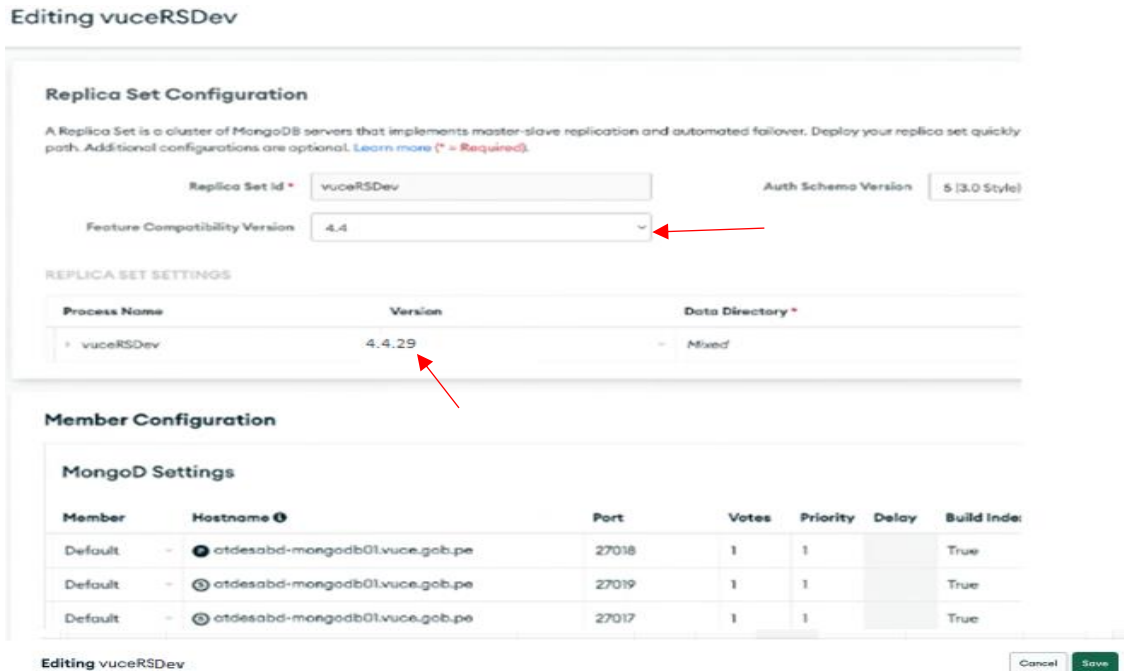 Editing vuceRSDev
Replica Set Configuration
A Replica Set is a cluster of MongoDB servers that implements master-slave replication and automated failover. Deploy your replica set quickly
path. Additional configurations are optional. Learn more (* = Required).
Replica Set Id * vuceRSDev Auth Schema Version 5 (3.0 Style)
Feature Compatibility Version 4.4
REPLICA SET SETTINGS
Process Name Version Data Directory *
vuceRSDev 4.4.29 Mixed
Member Configuration
MongoD Settings
Member Hostname Port Votes Priority Delay Build Index
Default P otdesabd-mongodb01.vuce.gob.pe 27018 1 1 True
Default S otdesabd-mongodb01.vuce.gob.pe 27019 1 1 True
Default S otdesabd-mongodb01.vuce.gob.pe 27017 1 1 True
Editing vuceRSDev Cancel Save